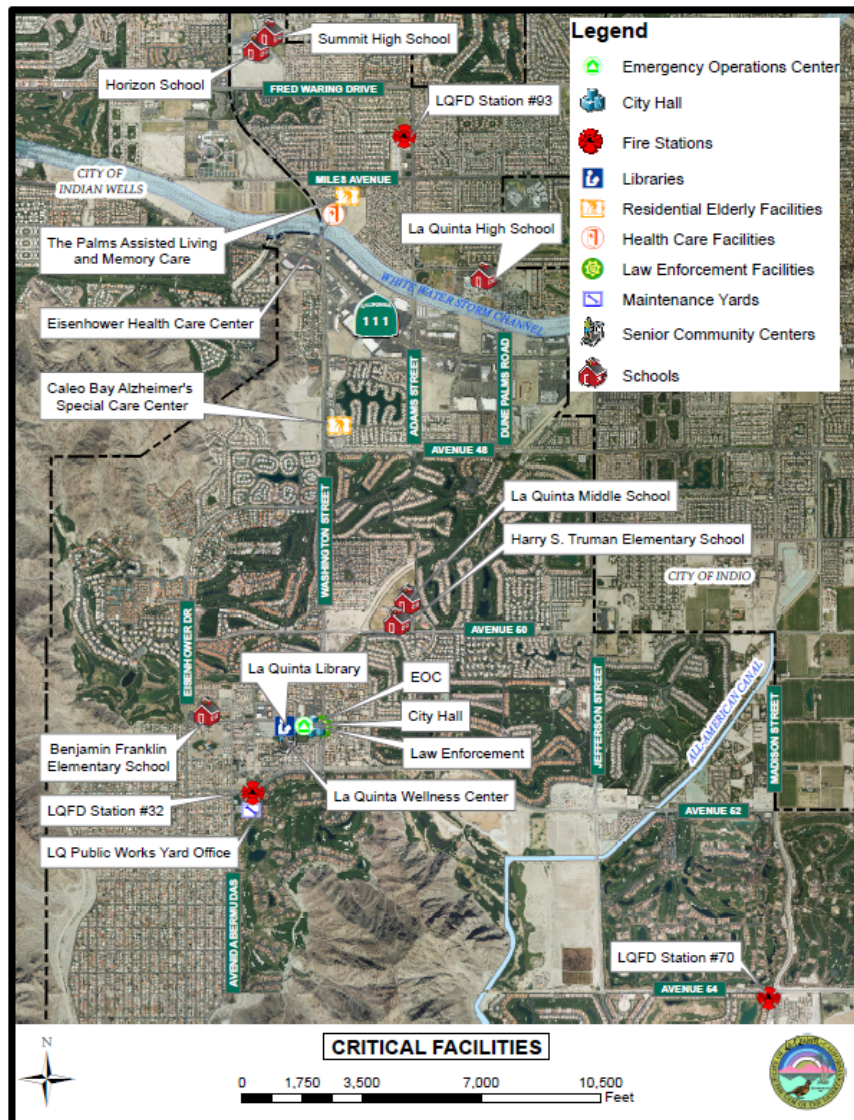 Legend
Emergency Operations Center
City Hall
Fire Stations
Libraries
Residential Elderly Facilities
Health Care Facilities
Law Enforcement Facilities
Maintenance Yards
Senior Community Centers
Schools
Summit High School
Horizon School
FRED WARING DRIVE
LQFD Station #93
CITY OF
INDIAN WELLS
MILES AVENUE
The Palms Assisted Living
and Memory Care
La Quinta High School
WHITE WATER STORM CHANNEL
Eisenhower Health Care Center
CALIFORNIA
111
Caleo Bay Alzheimer's
Special Care Center
ADAMS STREET
DUNE PALMS ROAD
AVENUE 48
WASHINGTON STREET
La Quinta Middle School
Harry S. Truman Elementary School
CITY OF INDIO
EISENHOWER DR
AVENUE 50
La Quinta Library
EOC
City Hall
Law Enforcement
JEFFERSON STREET
ALL-AMERICAN CANAL
MADISON STREET
Benjamin Franklin
Elementary School
La Quinta Wellness Center
LQFD Station #32
AVENUE 52
LQ Public Works Yard Office
AVENIDA BERMUDAS
LQFD Station #70
AVENUE 54
N
CRITICAL FACILITIES
0 1,750 3,500 7,000 10,500
Feet